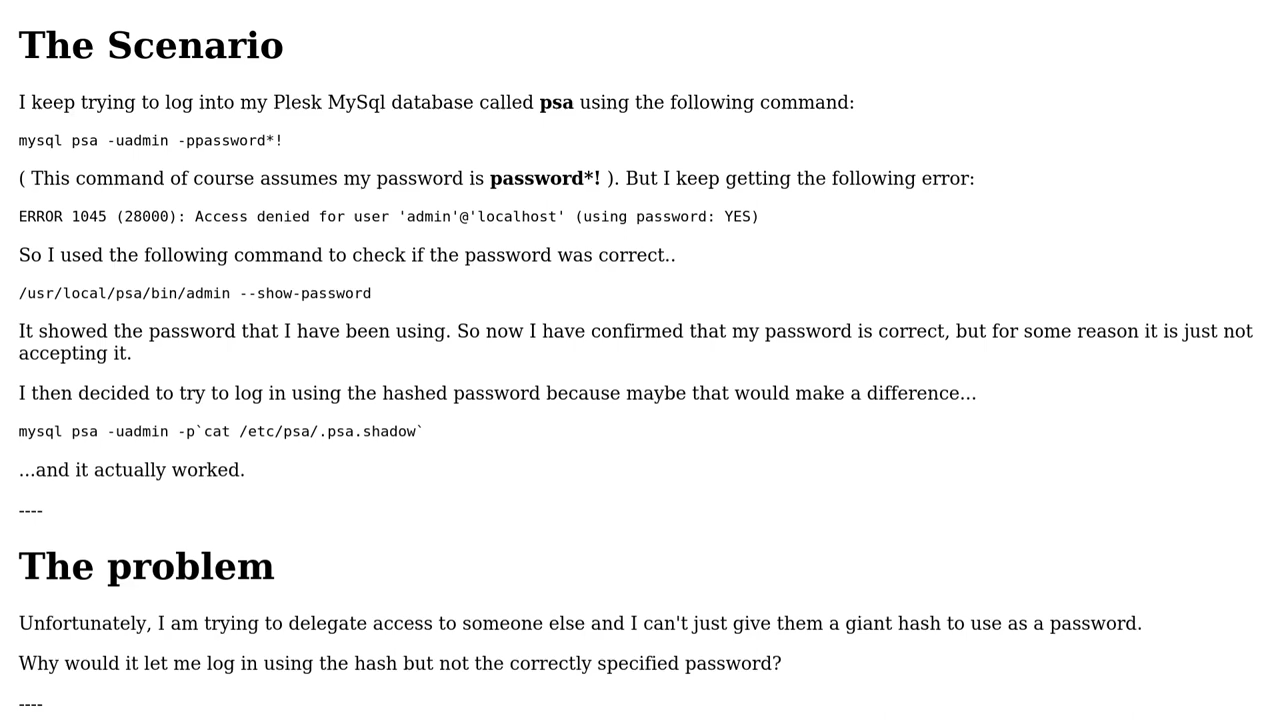 The Scenario
I keep trying to log into my Plesk MySql database called psa using the following command:
mysql psa -uadmin -ppassword*!
( This command of course assumes my password is password*! ). But I keep getting the following error:
ERROR 1045 (28000): Access denied for user 'admin'@'localhost' (using password: YES)
So I used the following command to check if the password was correct..
/usr/local/psa/bin/admin --show-password
It showed the password that I have been using. So now I have confirmed that my password is correct, but for some reason it is just not
accepting it.
I then decided to try to log in using the hashed password because maybe that would make a difference...
mysql psa -uadmin -p`cat /etc/psa/.psa.shadow`
...and it actually worked.
----
The problem
Unfortunately, I am trying to delegate access to someone else and I can't just give them a giant hash to use as a password.
Why would it let me log in using the hash but not the correctly specified password?
----